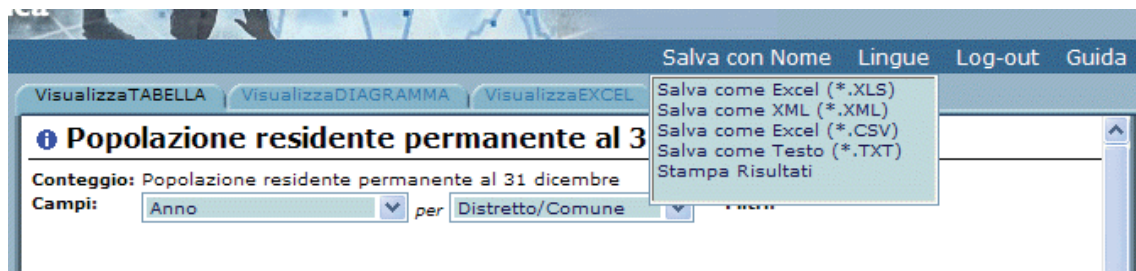 Salva con Nome Lingue Log-out Guida
VisualizzaTABELLA VisualizzaDIAGRAMMA VisualizzaEXCEL
Salva come Excel (*.XLS)
Salva come XML (*.XML)
Salva come Excel (*.CSV)
Salva come Testo (*.TXT)
Stampa Risultati
Popolazione residente permanente al 3
Conteggio: Popolazione residente permanente al 31 dicembre
Campi: Anno per Distretto/Comune